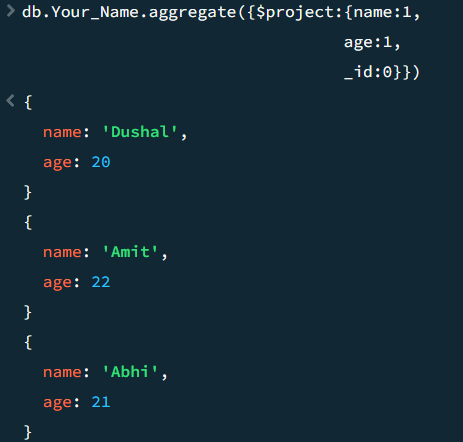 > db.Your_Name.aggregate({$project:{name:1,
age:1,
_id:0}})
< {
name: 'Dushal',
age: 20
}
{
name: 'Amit',
age: 22
}
{
name: 'Abhi',
age: 21
}